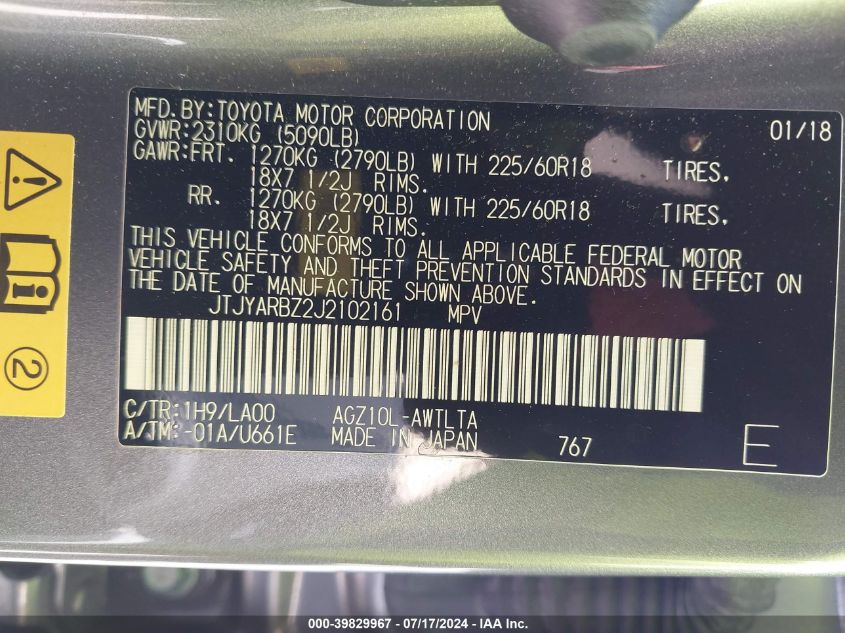 MFD.BY:TOYOTA MOTOR CORPORATION 01/18
GVWR:2310KG (5090LB)
GAWR:FRT. 1270KG (2790LB) WITH 225/60R18 TIRES.
18X7 1/2J RIMS.
RR. 1270KG (2790LB) WITH 225/60R18 TIRES.
18X7 1/2J RIMS.
THIS VEHICLE CONFORMS TO ALL APPLICABLE FEDERAL MOTOR
VEHICLE SAFETY AND THEFT PREVENTION STANDARDS IN EFFECT ON
THE DATE OF MANUFACTURE SHOWN ABOVE.
JTJYARBZ2J2102161 MPV
C/TR:1H9/LA00 AGZ10L-AWTLTA
A/TM:-01A/U661E MADE IN JAPAN 767 E
2
000-39829967 - 07/17/2024 - IAA Inc.